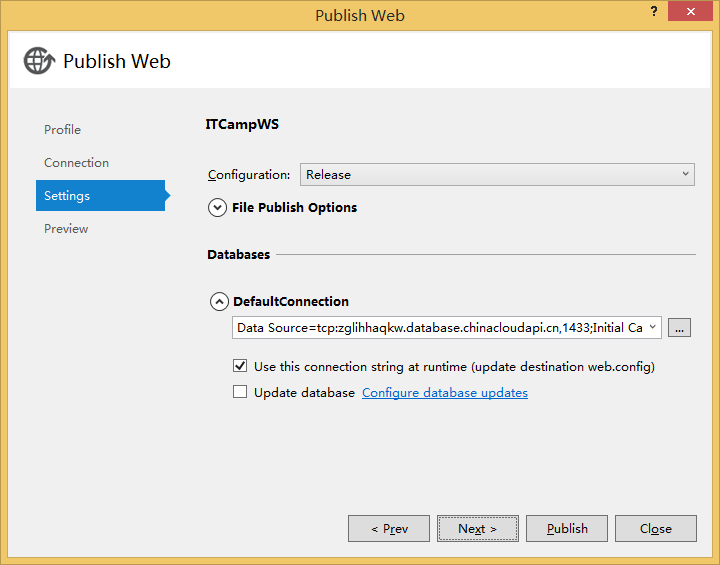 Publish Web
?
Publish Web
Profile
Connection
Settings
Preview
ITCampWS
Configuration: Release
File Publish Options
Databases
DefaultConnection
Data Source=tcp:zglihhaqkw.database.chinacloudapi.cn,1433;Initial Ca
...
Use this connection string at runtime (update destination web.config)
Update database Configure database updates
< Prev Next > Publish Close